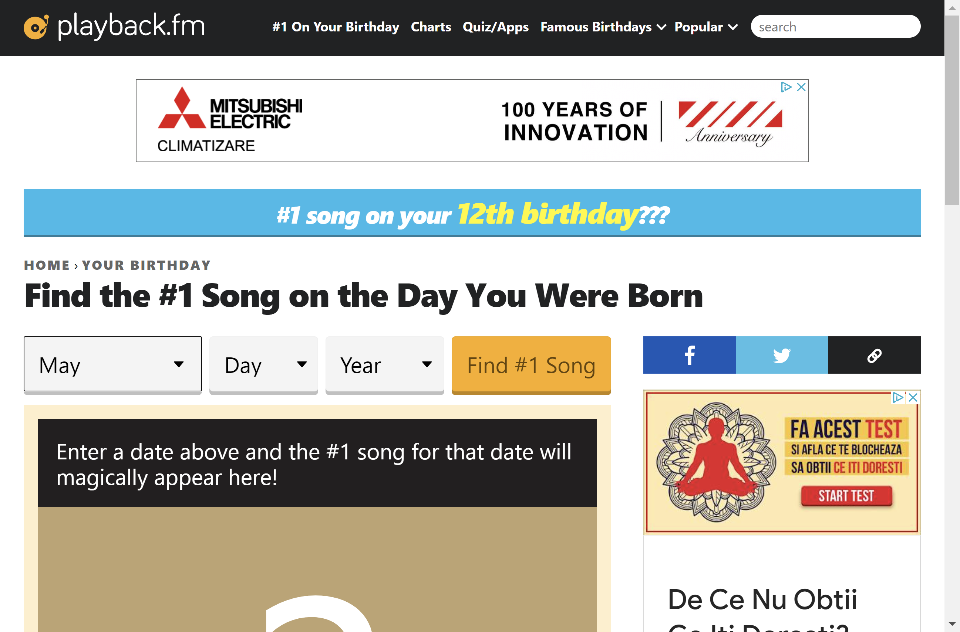 playback.fm
#1 On Your Birthday Charts Quiz/Apps Famous Birthdays Popular search
MITSUBISHI
ELECTRIC
CLIMATIZARE
100 YEARS OF
INNOVATION
Anniversary
#1 song on your 12th birthday???
HOME › YOUR BIRTHDAY
Find the #1 Song on the Day You Were Born
May Day Year Find #1 Song
Enter a date above and the #1 song for that date will
magically appear here!
FA ACEST TEST
SI AFLA CE TE BLOCHEAZA
SA OBTII CE ITI DORESTI
START TEST
De Ce Nu Obtii
Ce Iti Doresti?